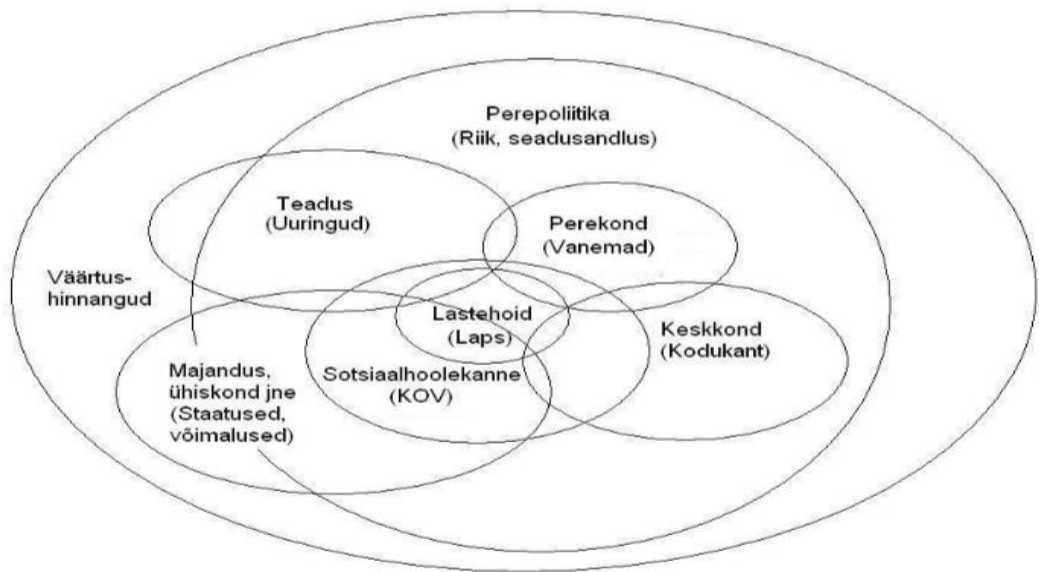 Perepoliitika
(Riik, seadusandlus)
Teadus
(Uuringud)
Perekond
(Vanemad)
Väärtus-
hinnangud
Lastehoid
(Laps)
Keskkond
(Kodukant)
Majandus,
ühiskond jne
(Staatused,
võimalused)
Sotsiaalhoolekanne
(KOV)